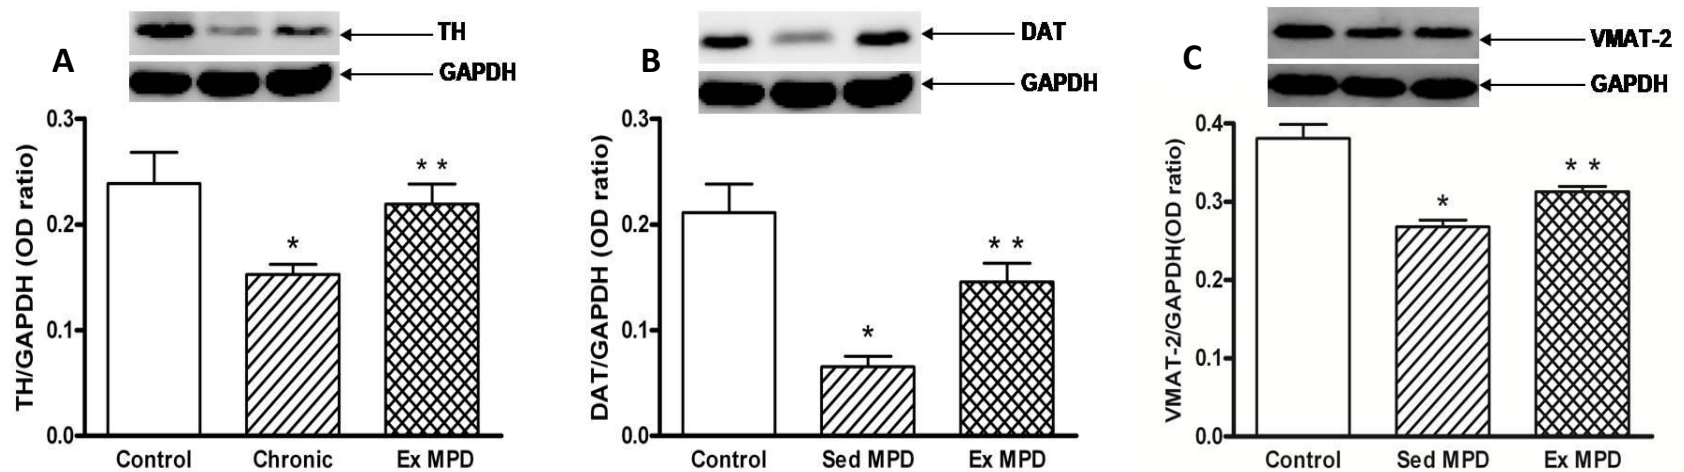 A
TH
GAPDH
TH/GAPDH (OD ratio)
0.3
0.2
0.1
0.0
*
* *
Control Chronic Ex MPD
B
DAT
GAPDH
DAT/GAPDH (OD ratio)
0.3
0.2
0.1
0.0
*
* *
Control Sed MPD Ex MPD
C
VMAT-2
GAPDH
VMAT-2/GAPDH(OD ratio)
0.4
0.3
0.2
0.1
0.0
*
* *
Control Sed MPD Ex MPD